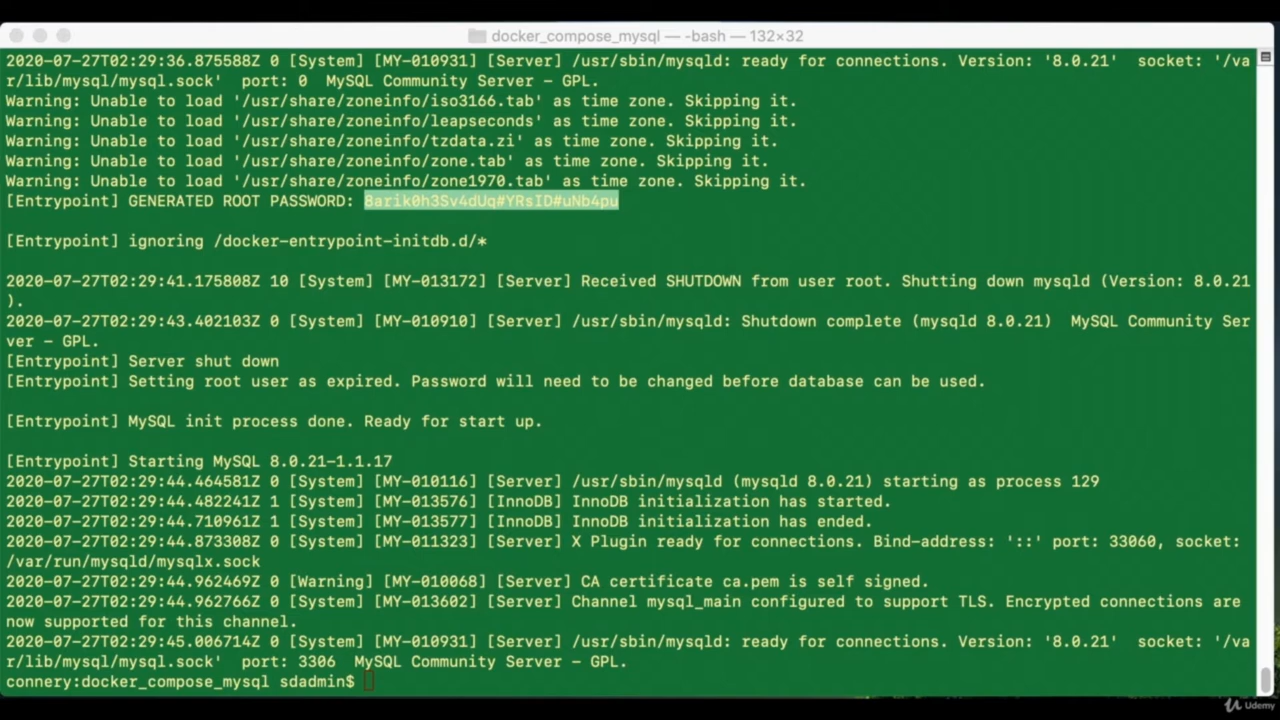 docker_compose_mysql — -bash — 132×32
2020-07-27T02:29:36.875588Z 0 [System] [MY-010931] [Server] /usr/sbin/mysqld: ready for connections. Version: '8.0.21'  socket: '/va
r/lib/mysql/mysql.sock'  port: 0  MySQL Community Server - GPL.
Warning: Unable to load '/usr/share/zoneinfo/iso3166.tab' as time zone. Skipping it.
Warning: Unable to load '/usr/share/zoneinfo/leapseconds' as time zone. Skipping it.
Warning: Unable to load '/usr/share/zoneinfo/tzdata.zi' as time zone. Skipping it.
Warning: Unable to load '/usr/share/zoneinfo/zone.tab' as time zone. Skipping it.
Warning: Unable to load '/usr/share/zoneinfo/zone1970.tab' as time zone. Skipping it.
[Entrypoint] GENERATED ROOT PASSWORD: 8arik0h3Sv4dUq#YRsID#uNb4pu
[Entrypoint] ignoring /docker-entrypoint-initdb.d/*
2020-07-27T02:29:41.175808Z 10 [System] [MY-013172] [Server] Received SHUTDOWN from user root. Shutting down mysqld (Version: 8.0.21
).
2020-07-27T02:29:43.402103Z 0 [System] [MY-010910] [Server] /usr/sbin/mysqld: Shutdown complete (mysqld 8.0.21)  MySQL Community Ser
ver - GPL.
[Entrypoint] Server shut down
[Entrypoint] Setting root user as expired. Password will need to be changed before database can be used.
[Entrypoint] MySQL init process done. Ready for start up.
[Entrypoint] Starting MySQL 8.0.21-1.1.17
2020-07-27T02:29:44.464581Z 0 [System] [MY-010116] [Server] /usr/sbin/mysqld (mysqld 8.0.21) starting as process 129
2020-07-27T02:29:44.482241Z 1 [System] [MY-013576] [InnoDB] InnoDB initialization has started.
2020-07-27T02:29:44.710961Z 1 [System] [MY-013577] [InnoDB] InnoDB initialization has ended.
2020-07-27T02:29:44.873308Z 0 [System] [MY-011323] [Server] X Plugin ready for connections. Bind-address: '::' port: 33060, socket:
/var/run/mysqld/mysqlx.sock
2020-07-27T02:29:44.962469Z 0 [Warning] [MY-010068] [Server] CA certificate ca.pem is self signed.
2020-07-27T02:29:44.962766Z 0 [System] [MY-013602] [Server] Channel mysql_main configured to support TLS. Encrypted connections are
now supported for this channel.
2020-07-27T02:29:45.006714Z 0 [System] [MY-010931] [Server] /usr/sbin/mysqld: ready for connections. Version: '8.0.21'  socket: '/va
r/lib/mysql/mysql.sock'  port: 3306  MySQL Community Server - GPL.
connery:docker_compose_mysql sdadmin$
Udemy